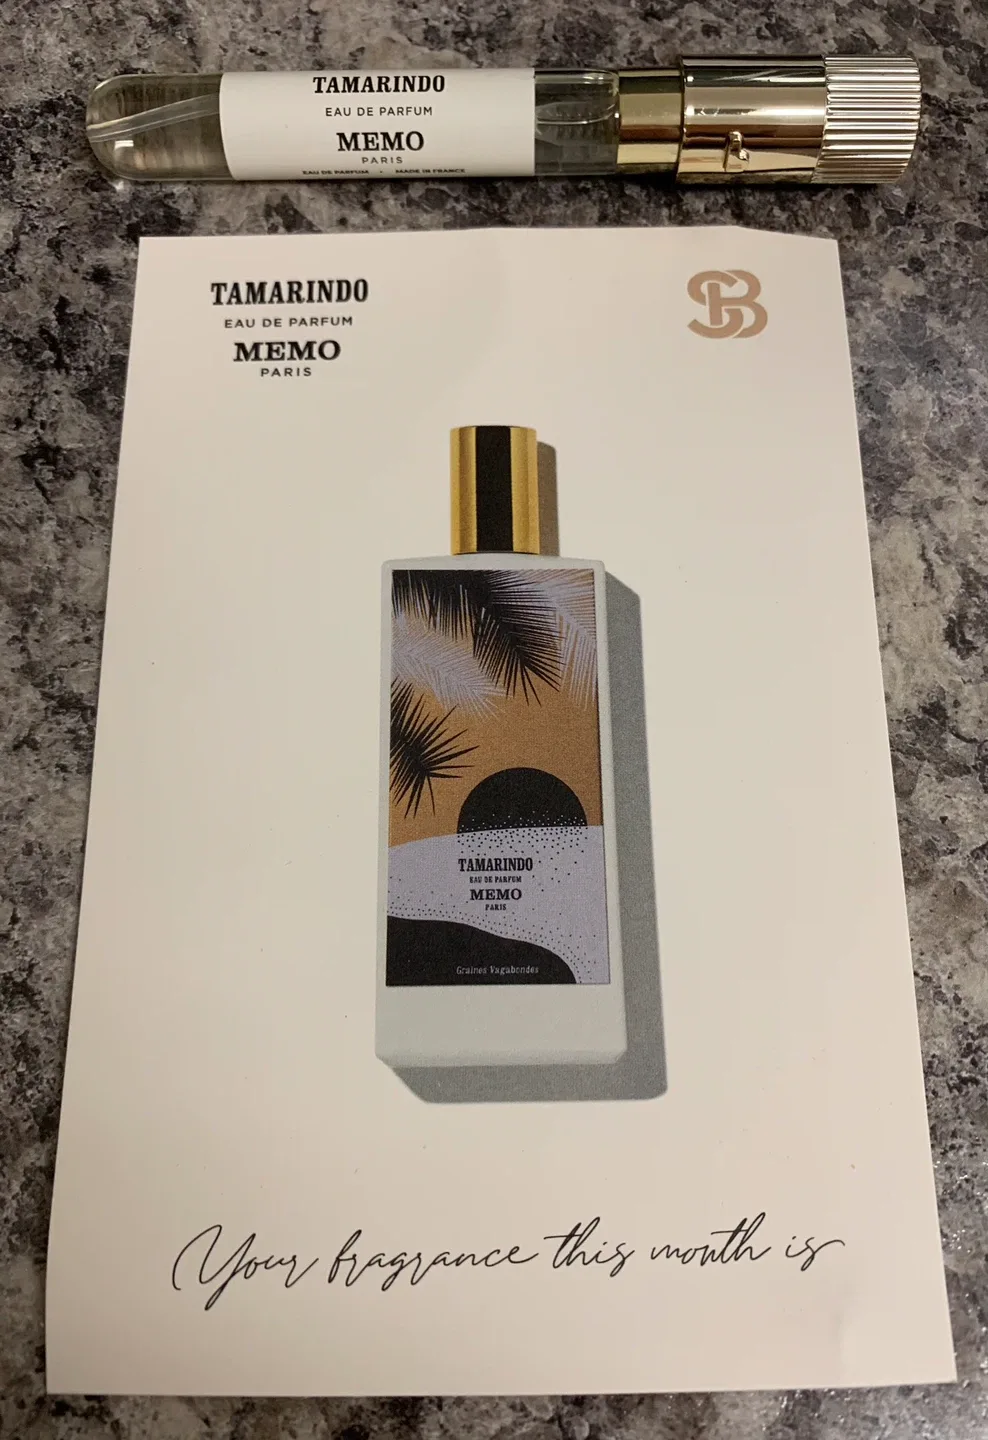 TAMARINDO
EAU DE PARFUM
MEMO
PARIS
EAU DE PARFUM • MADE IN FRANCE
TAMARINDO
EAU DE PARFUM
MEMO
PARIS
SB
TAMARINDO
EAU DE PARFUM
MEMO
PARIS
Graines Vagabondes
Your fragrance this month is